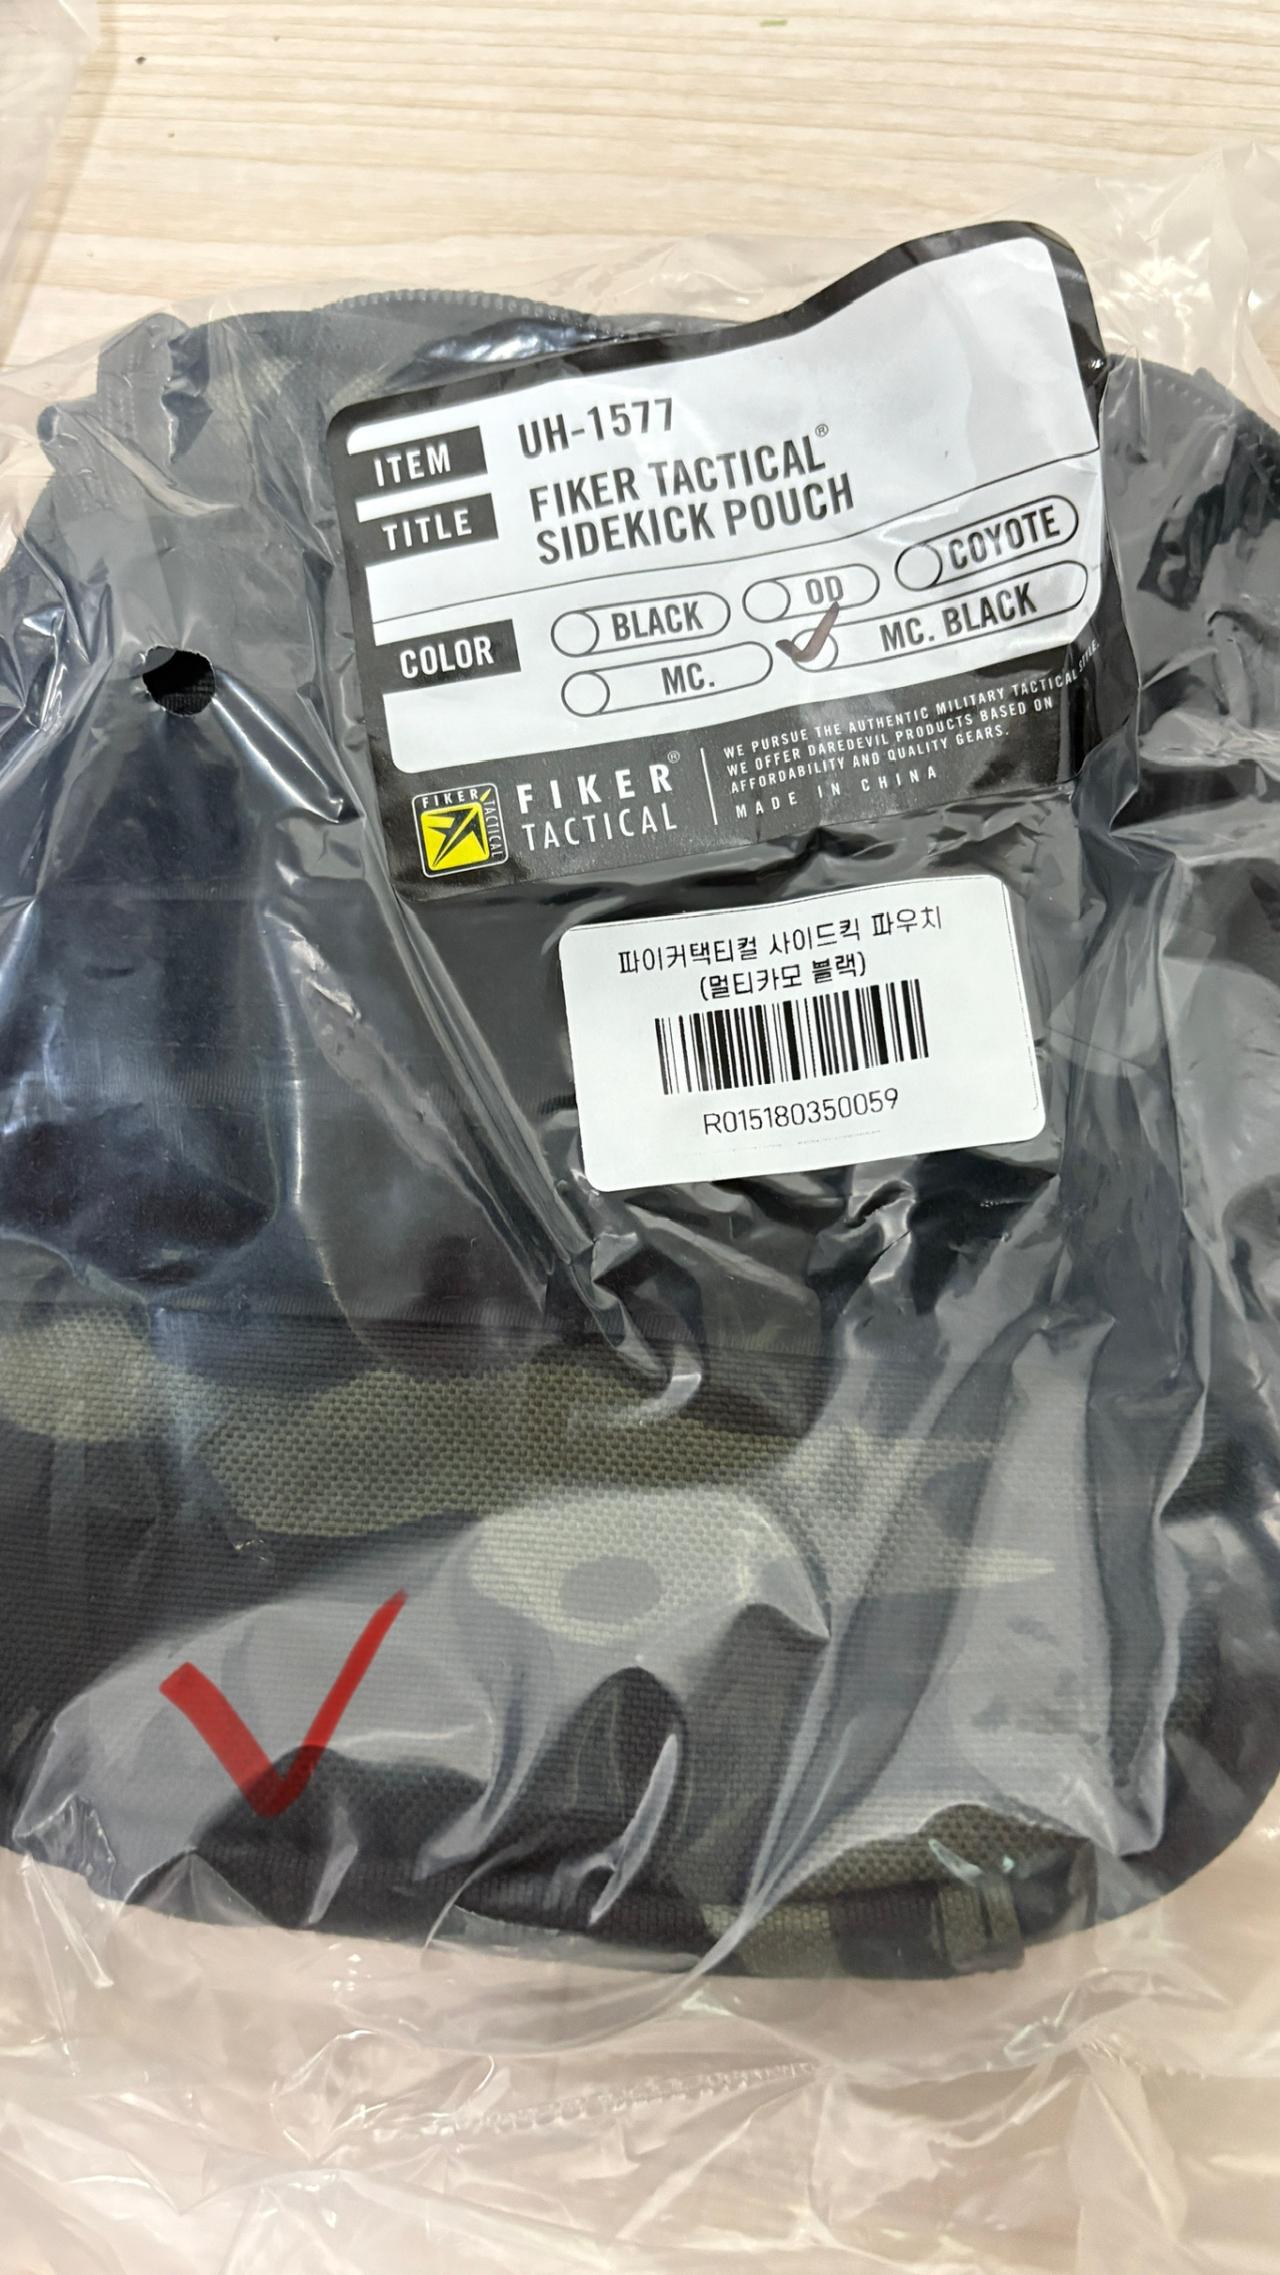 ITEM UH-1577
TITLE FIKER TACTICAL®
SIDEKICK POUCH
COLOR BLACK OD COYOTE
MC. MC. BLACK
FIKER TACTICAL
FIKER®
TACTICAL
WE PURSUE THE AUTHENTIC MILITARY TACTICAL STYLE.
WE OFFER DAREDEVIL PRODUCTS BASED ON
AFFORDABILITY AND QUALITY GEARS.
MADE IN CHINA
파이커택티컬 사이드킥 파우치
(멀티카모 블랙)
R015180350059